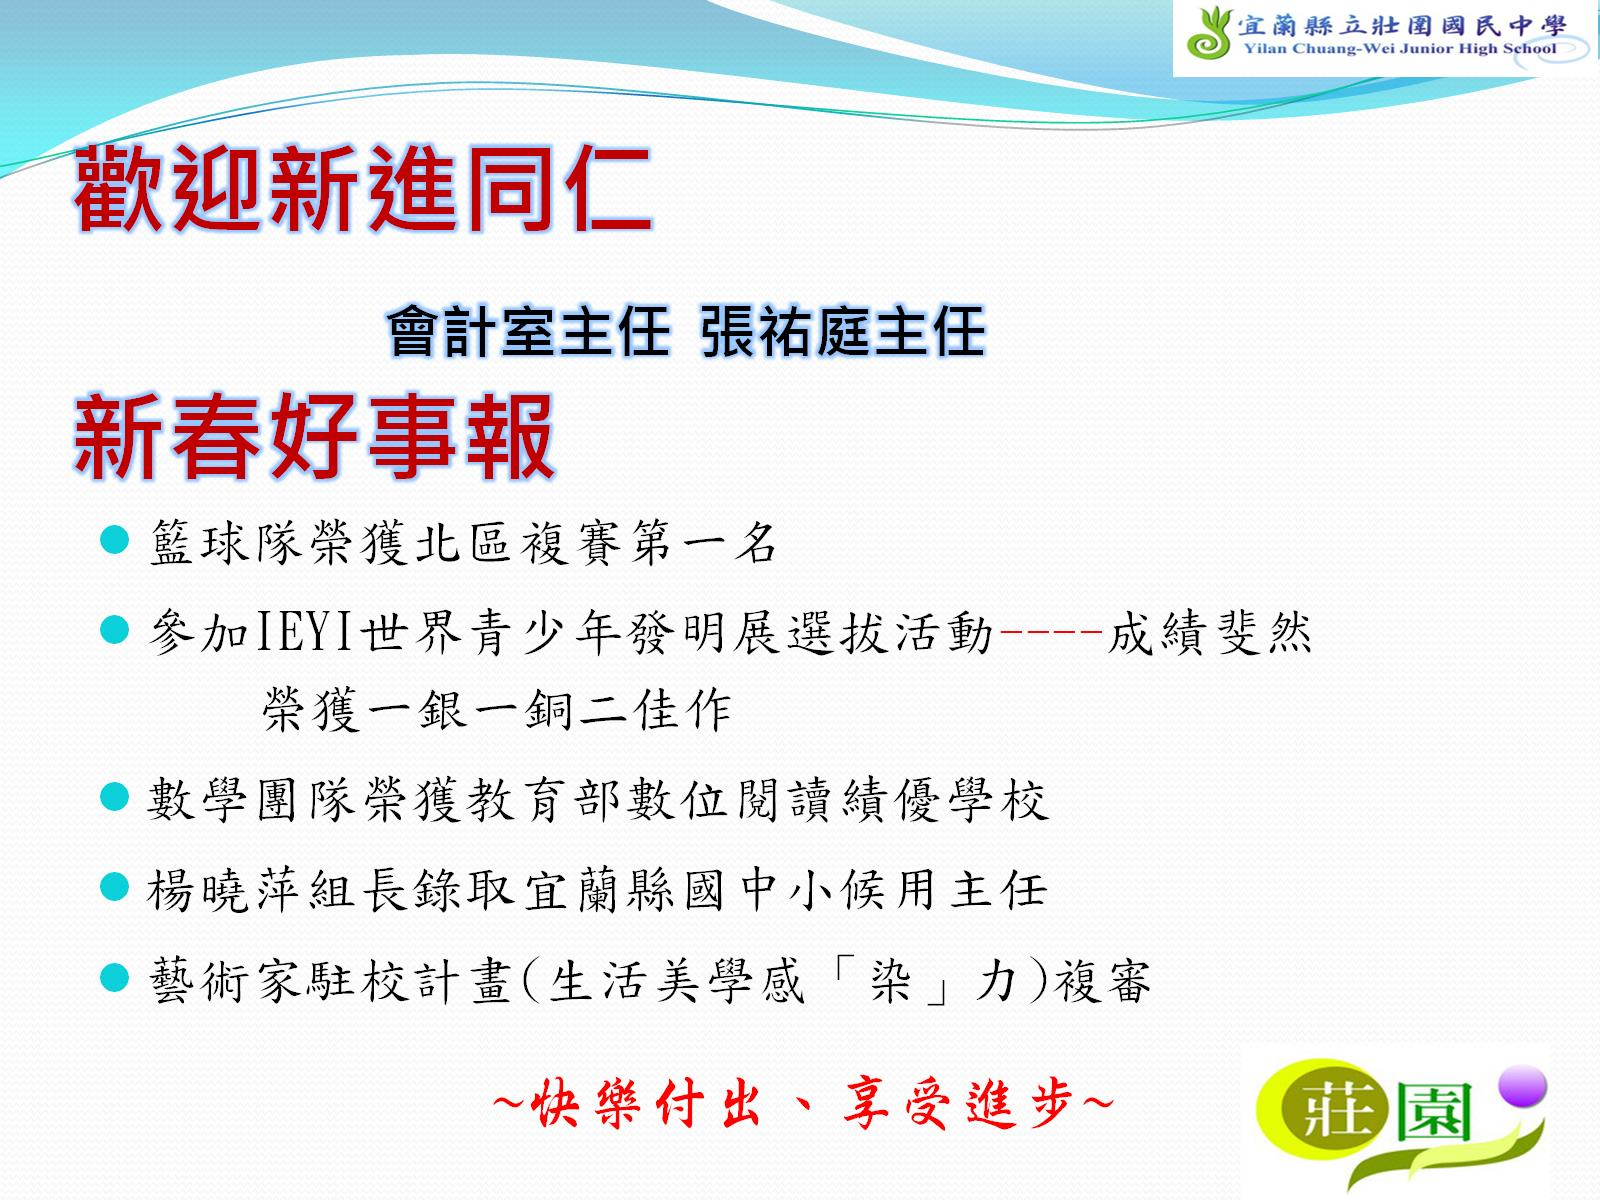 宜蘭縣立壯圍國民中學
Yilan Chuang-Wei Junior High School
歡迎新進同仁
會計室主任 張祐庭主任
新春好事報
籃球隊榮獲北區複賽第一名
參加IEYI世界青少年發明展選拔活動----成績斐然
榮獲一銀一銅二佳作
數學團隊榮獲教育部數位閱讀績優學校
楊曉萍組長錄取宜蘭縣國中小候用主任
藝術家駐校計畫(生活美學感「染」力)複審
~快樂付出、享受進步~
莊園